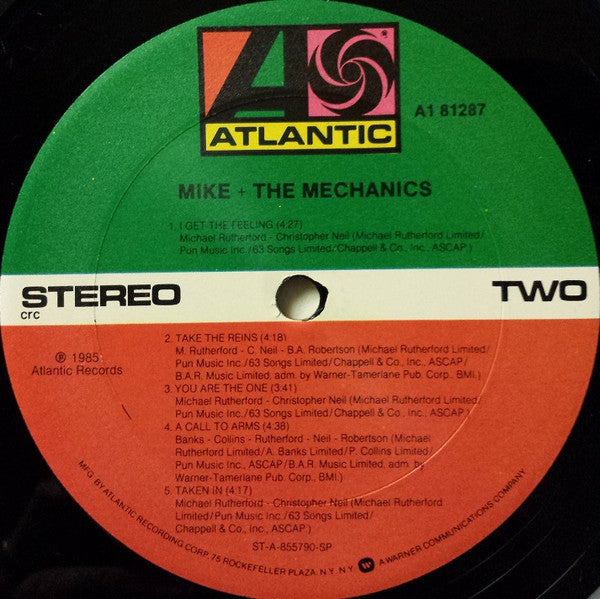 ATLANTIC
A1 81287
MIKE + THE MECHANICS
1. I GET THE FEELING (4:27)
Michael Rutherford - Christopher Neil (Michael Rutherford Limited/
Pun Music Inc./63 Songs Limited/Chappell & Co., Inc., ASCAP.)
STEREO
crc
TWO
2. TAKE THE REINS (4:18)
M. Rutherford - C. Neil - B.A. Robertson (Michael Rutherford Limited/
Pun Music Inc./63 Songs Limited/Chappell & Co., Inc., ASCAP/
B.A.R. Music Limited, adm. by Warner-Tamerlane Pub. Corp., BMI.)
3. YOU ARE THE ONE (3:41)
Michael Rutherford - Christopher Neil (Michael Rutherford Limited/
Pun Music Inc./63 Songs Limited/Chappell & Co., Inc., ASCAP.)
4. A CALL TO ARMS (4:38)
Banks - Collins - Rutherford - Neil - Robertson (Michael
Rutherford Limited/A. Banks Limited/P. Collins Limited/
Pun Music Inc., ASCAP/B.A.R. Music Limited, adm. by
Warner-Tamerlane Pub. Corp., BMI.)
5. TAKEN IN (4:17)
Michael Rutherford - Christopher Neil (Michael Rutherford
Limited/Pun Music Inc./63 Songs Limited/
Chappell & Co., Inc., ASCAP.)
℗ 1985
Atlantic Records
ST-A-855790-SP
MFG. BY ATLANTIC RECORDING CORP. 75 ROCKEFELLER PLAZA, N.Y. N.Y. A WARNER COMMUNICATIONS COMPANY